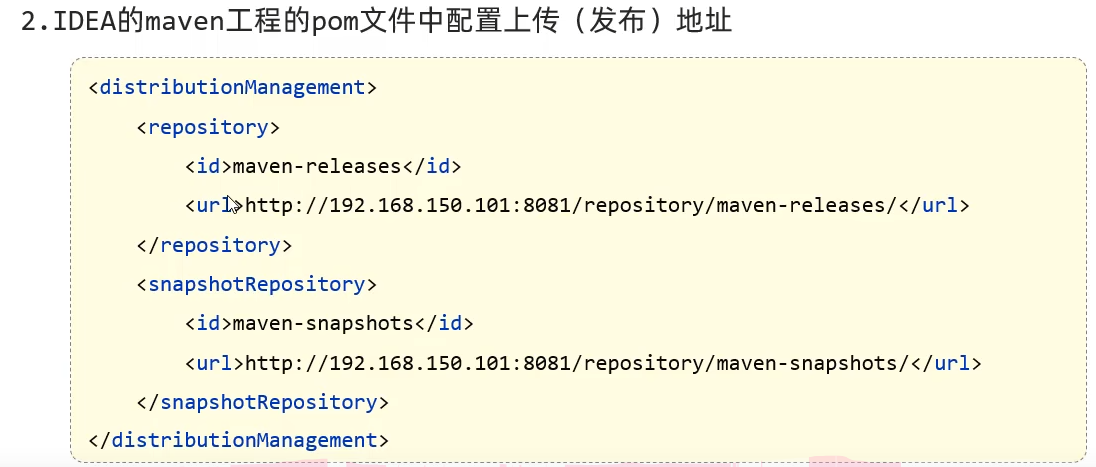 2.IDEA的maven工程的pom文件中配置上传（发布）地址
<distributionManagement>
<repository>
<id>maven-releases</id>
<url>http://192.168.150.101:8081/repository/maven-releases/</url>
</repository>
<snapshotRepository>
<id>maven-snapshots</id>
<url>http://192.168.150.101:8081/repository/maven-snapshots/</url>
</snapshotRepository>
</distributionManagement>